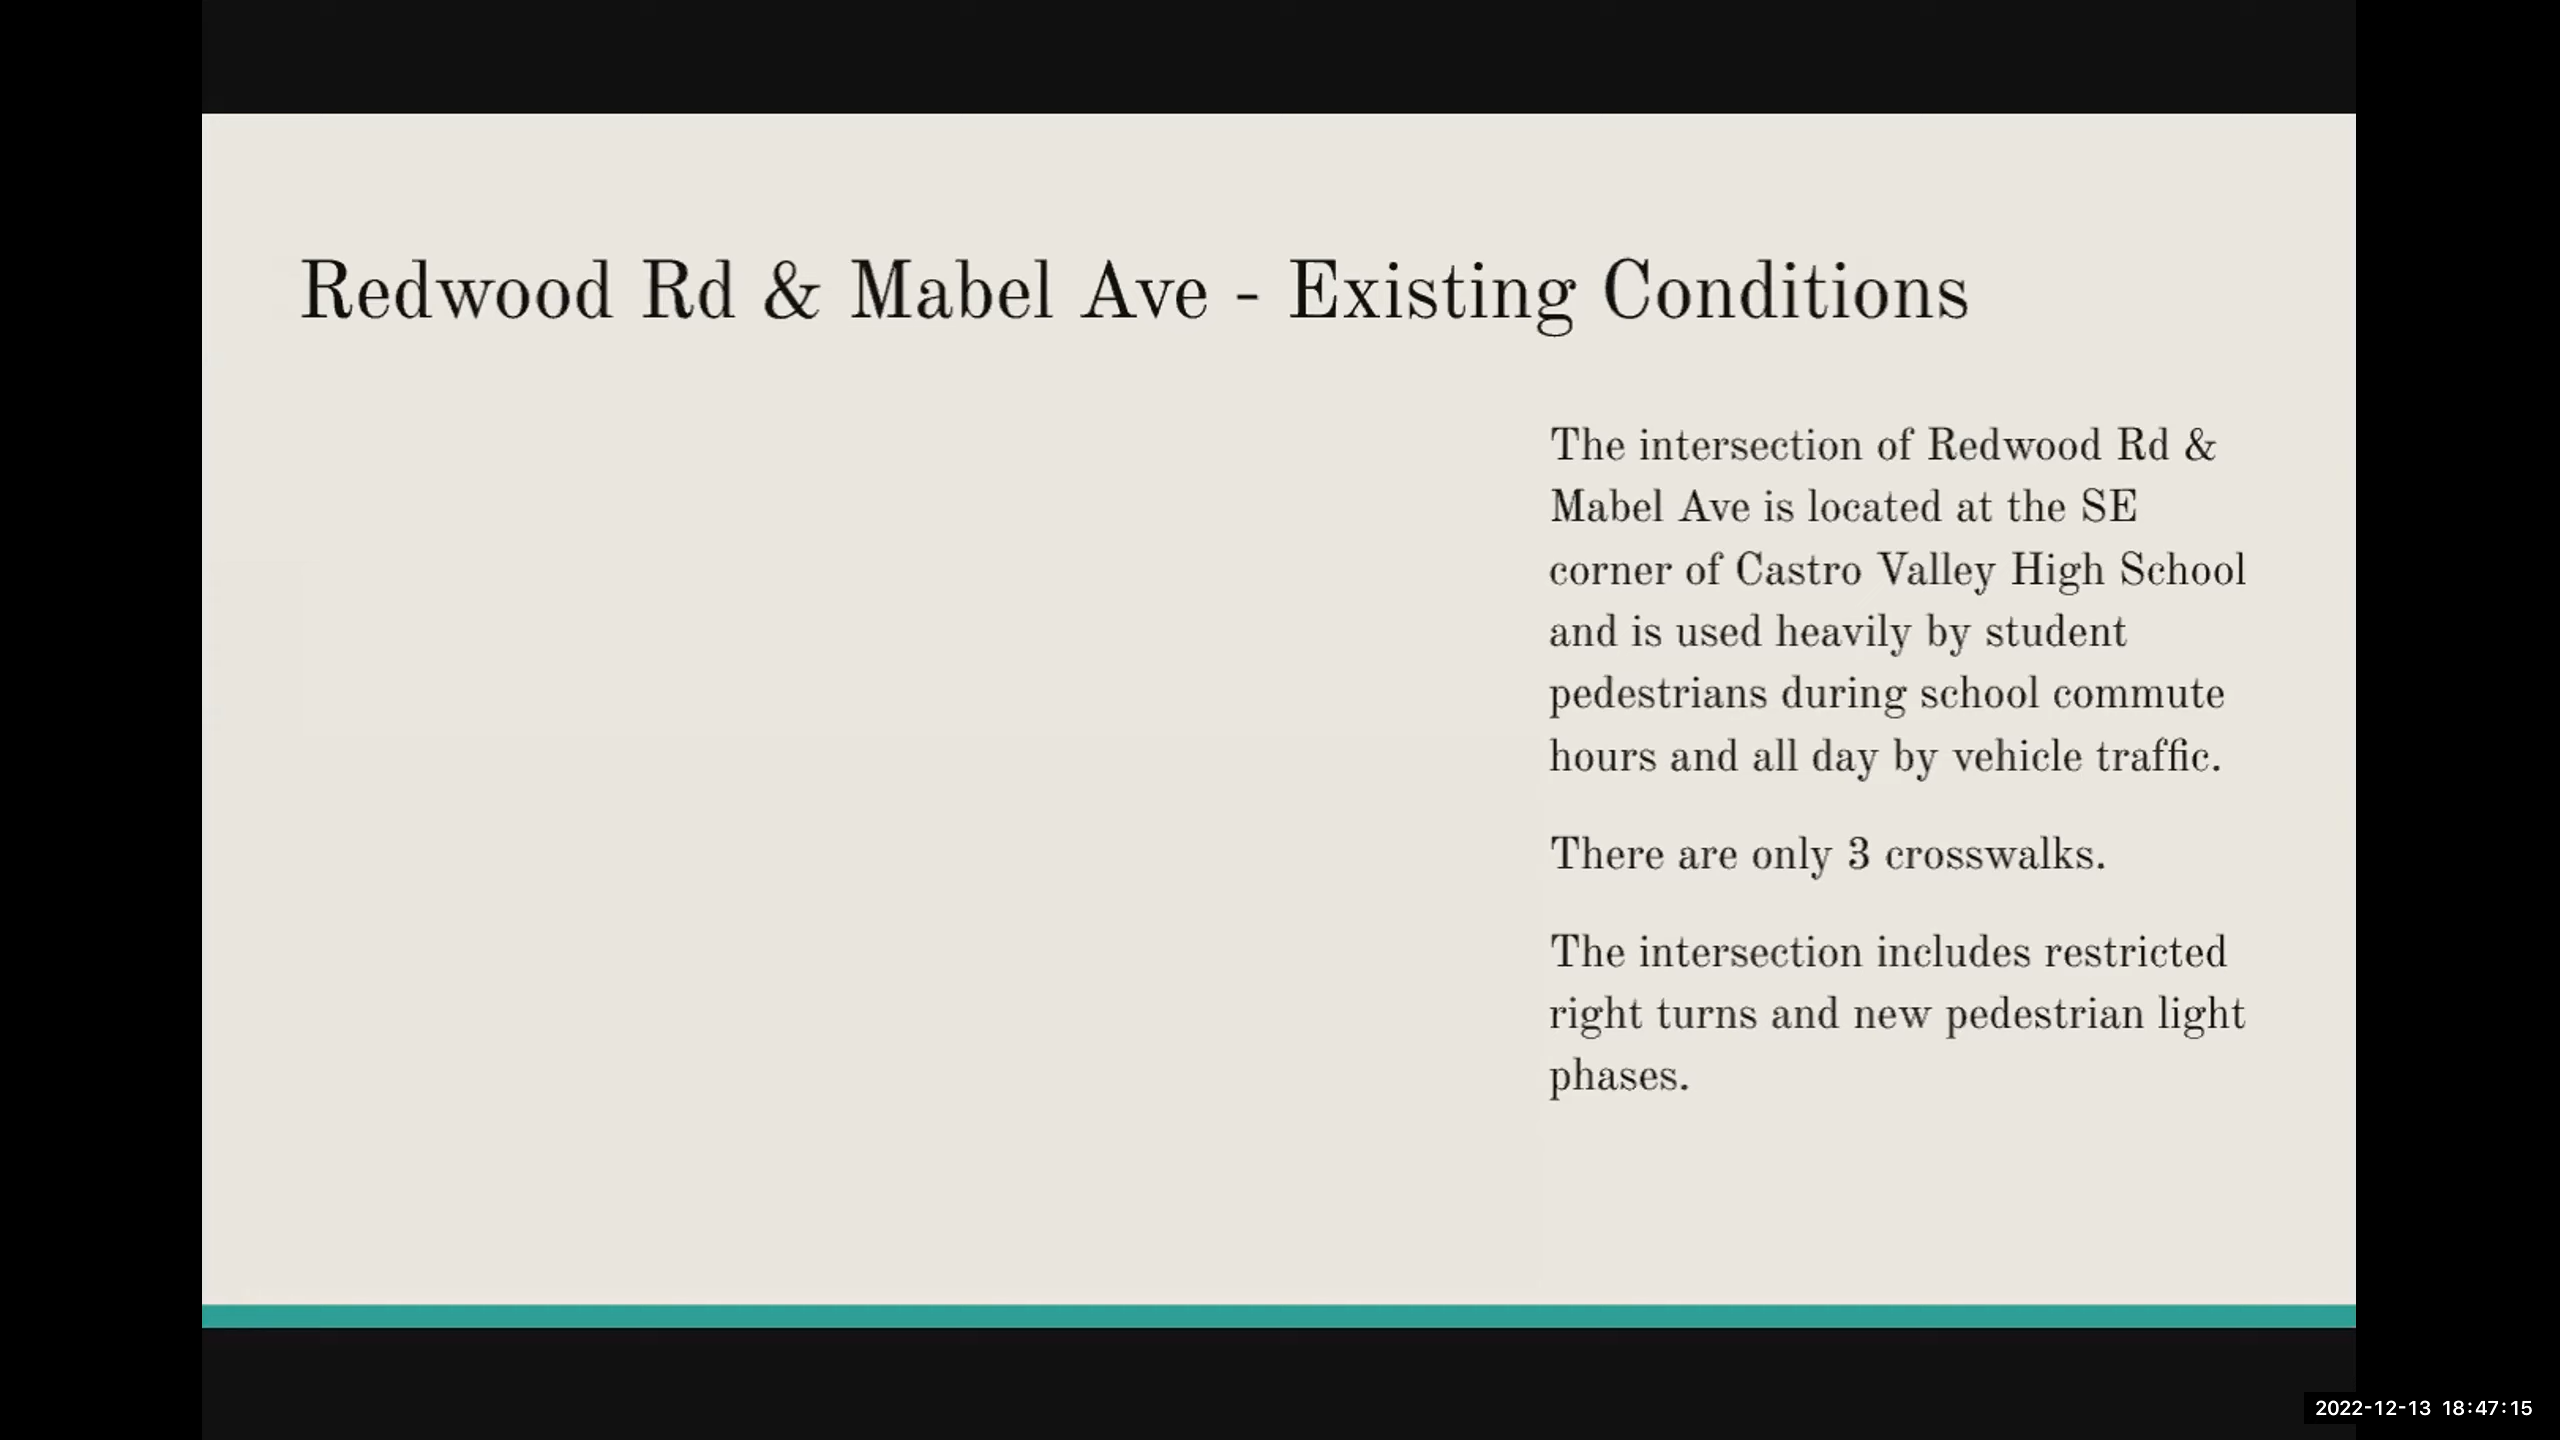 Redwood Rd & Mabel Ave - Existing Conditions
The intersection of Redwood Rd &
Mabel Ave is located at the SE
corner of Castro Valley High School
and is used heavily by student
pedestrians during school commute
hours and all day by vehicle traffic.
There are only 3 crosswalks.
The intersection includes restricted
right turns and new pedestrian light
phases.
2022-12-13 18:47:15